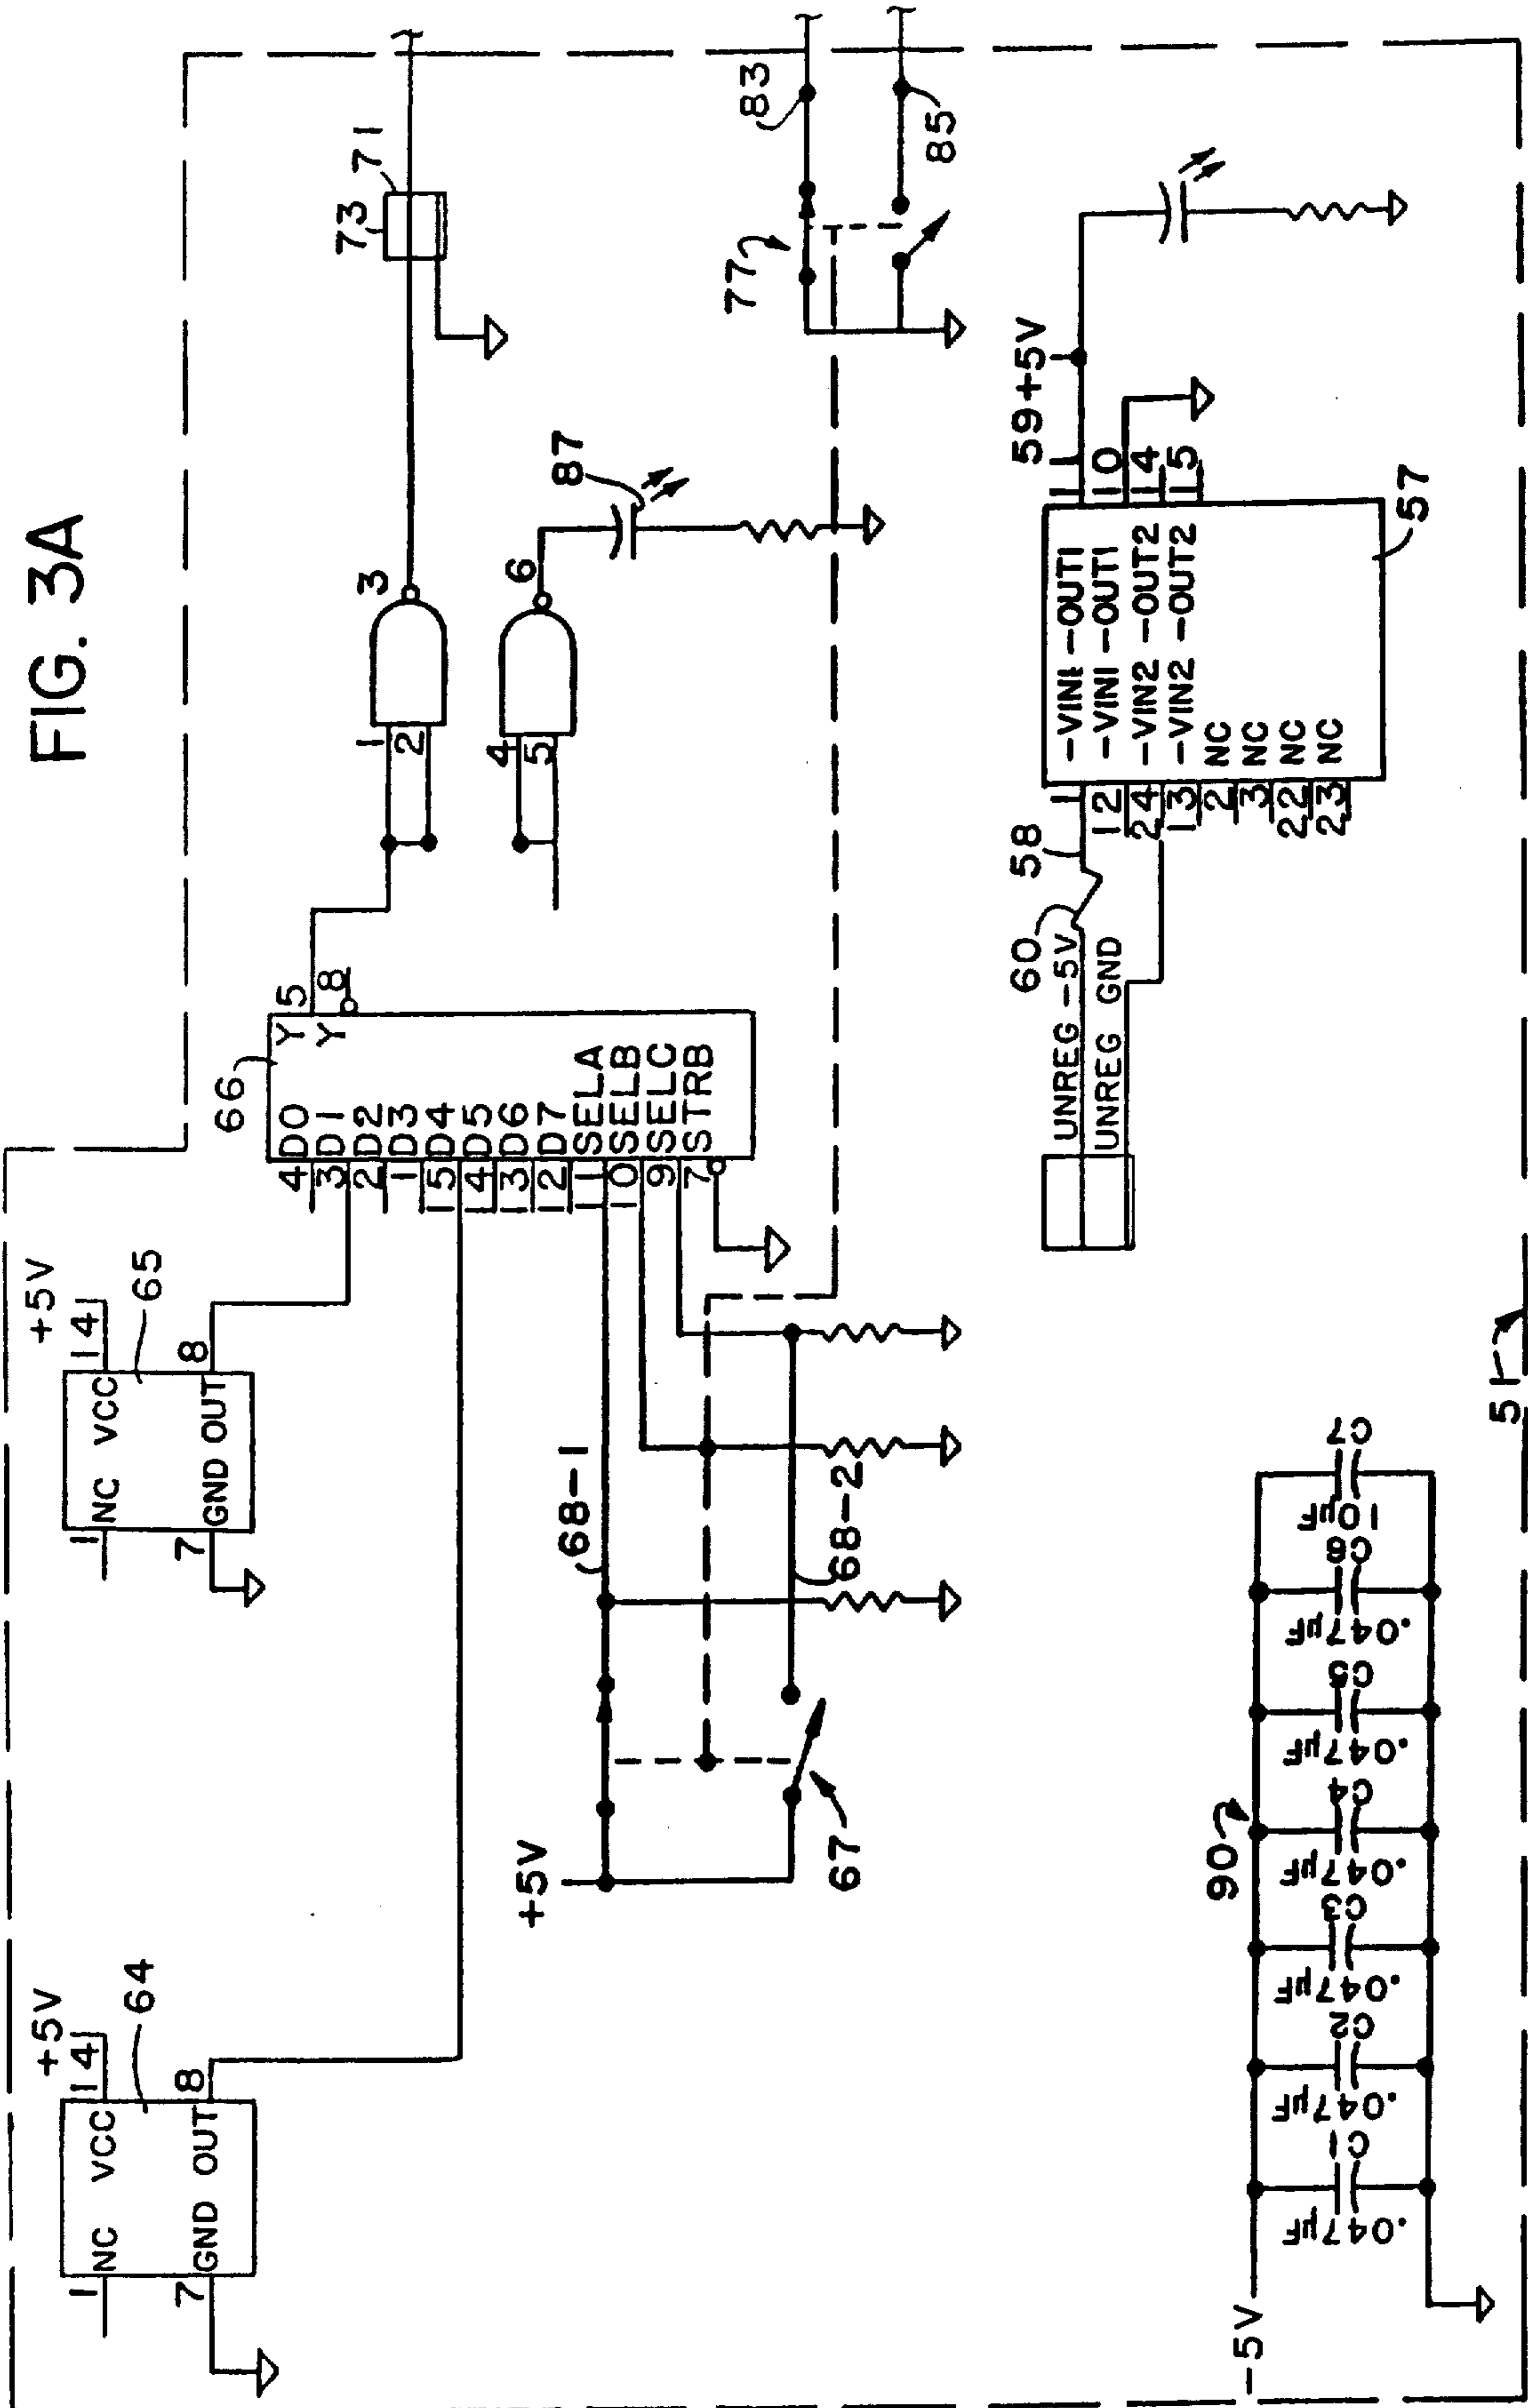 FIG. 3A
+5V
14
64
1
NC VCC
7
GND OUT
8
+5V
14
65
1
NC VCC
7
GND OUT
8
66
4 D0
3 D1
2 D2
1 D3
15 D4
14 D5
13 D6
12 D7
11 SELA
10 SELB
9 SELC
7 STRB
Y 5
Y 8
1
2
3
4
5
6
73
71
87
77
83
85
+5V
67
68-1
68-2
60
58
UNREG -5V
UNREG GND
1
12
24
13
2
3
22
23
-VIN1 -OUT1
-VIN1 -OUT1
-VIN2 -OUT2
-VIN2 -OUT2
NC
NC
NC
NC
11
10
14
15
59
+5V
57
90
-5V
C1
.047µF
C2
.047µF
C3
.047µF
C4
.047µF
C5
.047µF
C6
.047µF
C7
10µF
51